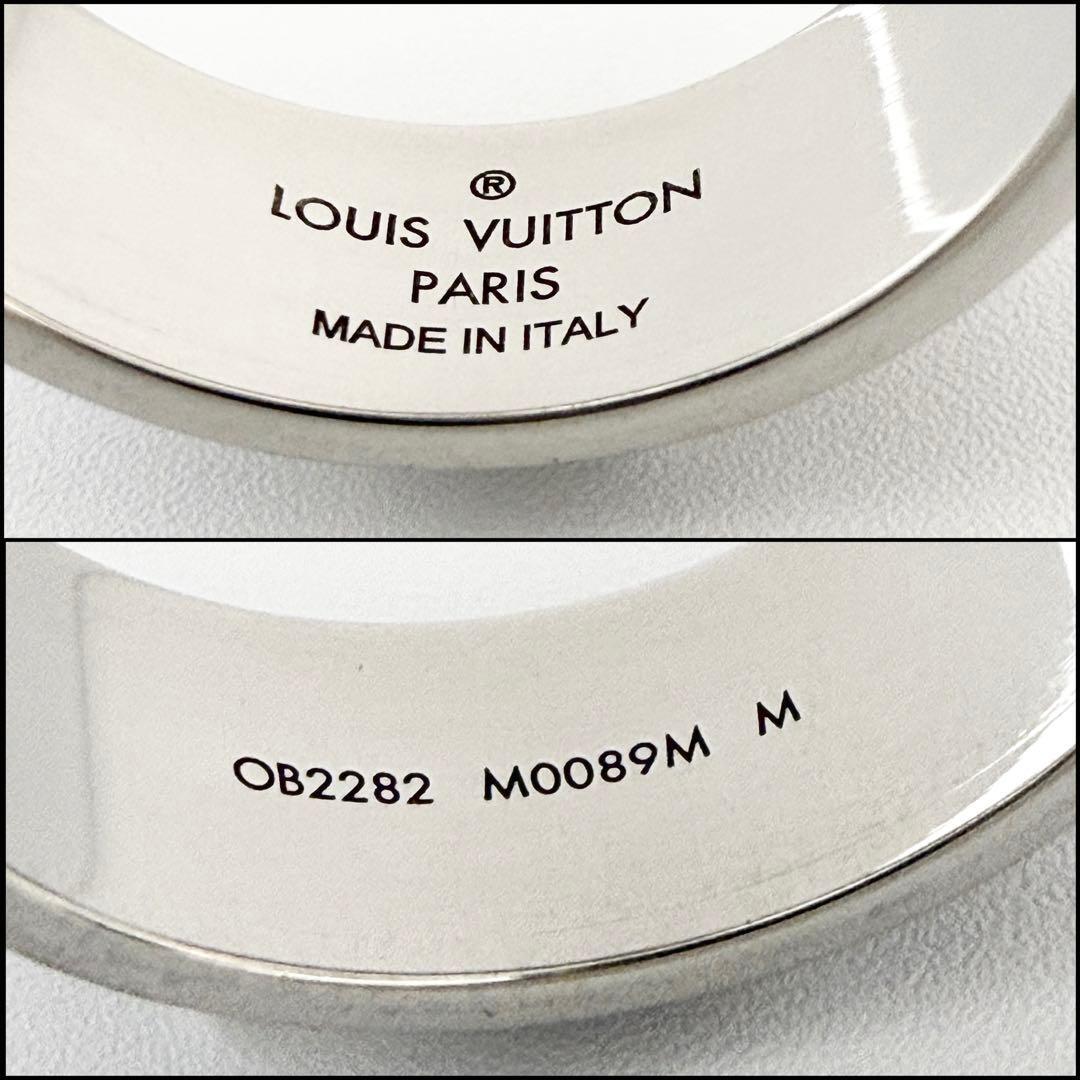 ®
LOUIS VUITTON
PARIS
MADE IN ITALY
OB2282 M0089M M